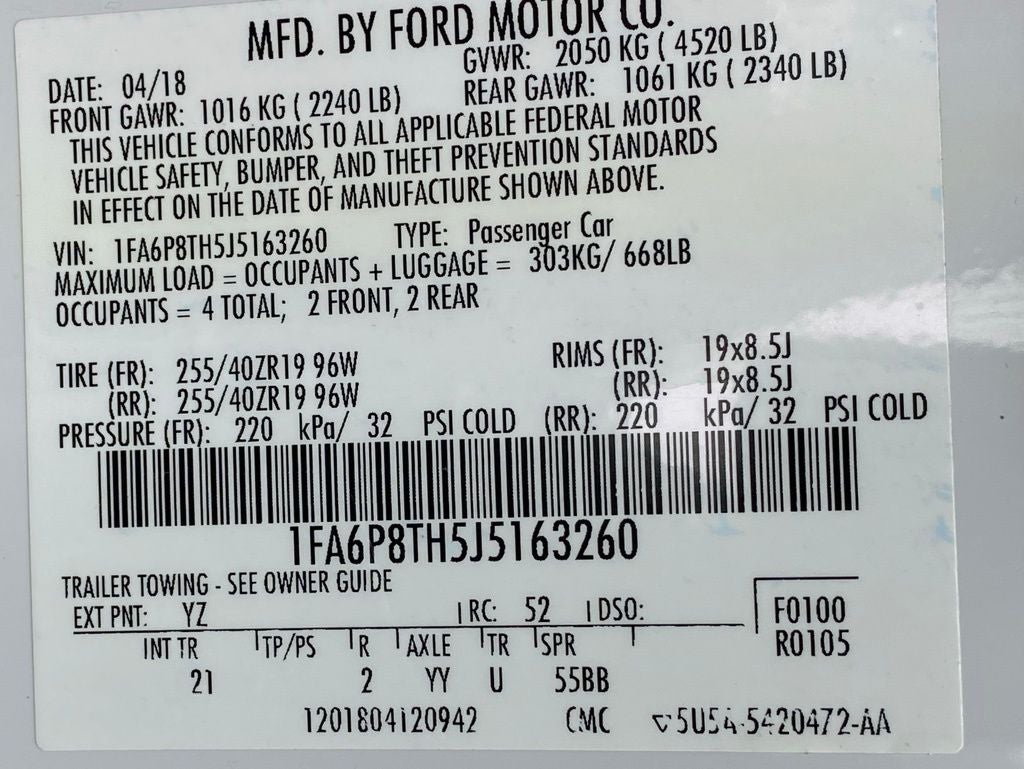 MFD. BY FORD MOTOR CO.
DATE: 04/18 GVWR: 2050 KG ( 4520 LB)
FRONT GAWR: 1016 KG ( 2240 LB) REAR GAWR: 1061 KG ( 2340 LB)
THIS VEHICLE CONFORMS TO ALL APPLICABLE FEDERAL MOTOR
VEHICLE SAFETY, BUMPER, AND THEFT PREVENTION STANDARDS
IN EFFECT ON THE DATE OF MANUFACTURE SHOWN ABOVE.
VIN: 1FA6P8TH5J5163260 TYPE: Passenger Car
MAXIMUM LOAD = OCCUPANTS + LUGGAGE = 303KG/ 668LB
OCCUPANTS = 4 TOTAL; 2 FRONT, 2 REAR
TIRE (FR): 255/40ZR19 96W RIMS (FR): 19x8.5J
(RR): 255/40ZR19 96W (RR): 19x8.5J
PRESSURE (FR): 220 kPa/ 32 PSI COLD (RR): 220 kPa/ 32 PSI COLD
1FA6P8TH5J5163260
TRAILER TOWING - SEE OWNER GUIDE
EXT PNT: YZ RC: 52 DSO: F0100
INT TR TP/PS R AXLE TR SPR R0105
21 2 YY U 55BB
1201804120942 CMC 5U5A-5420472-AA